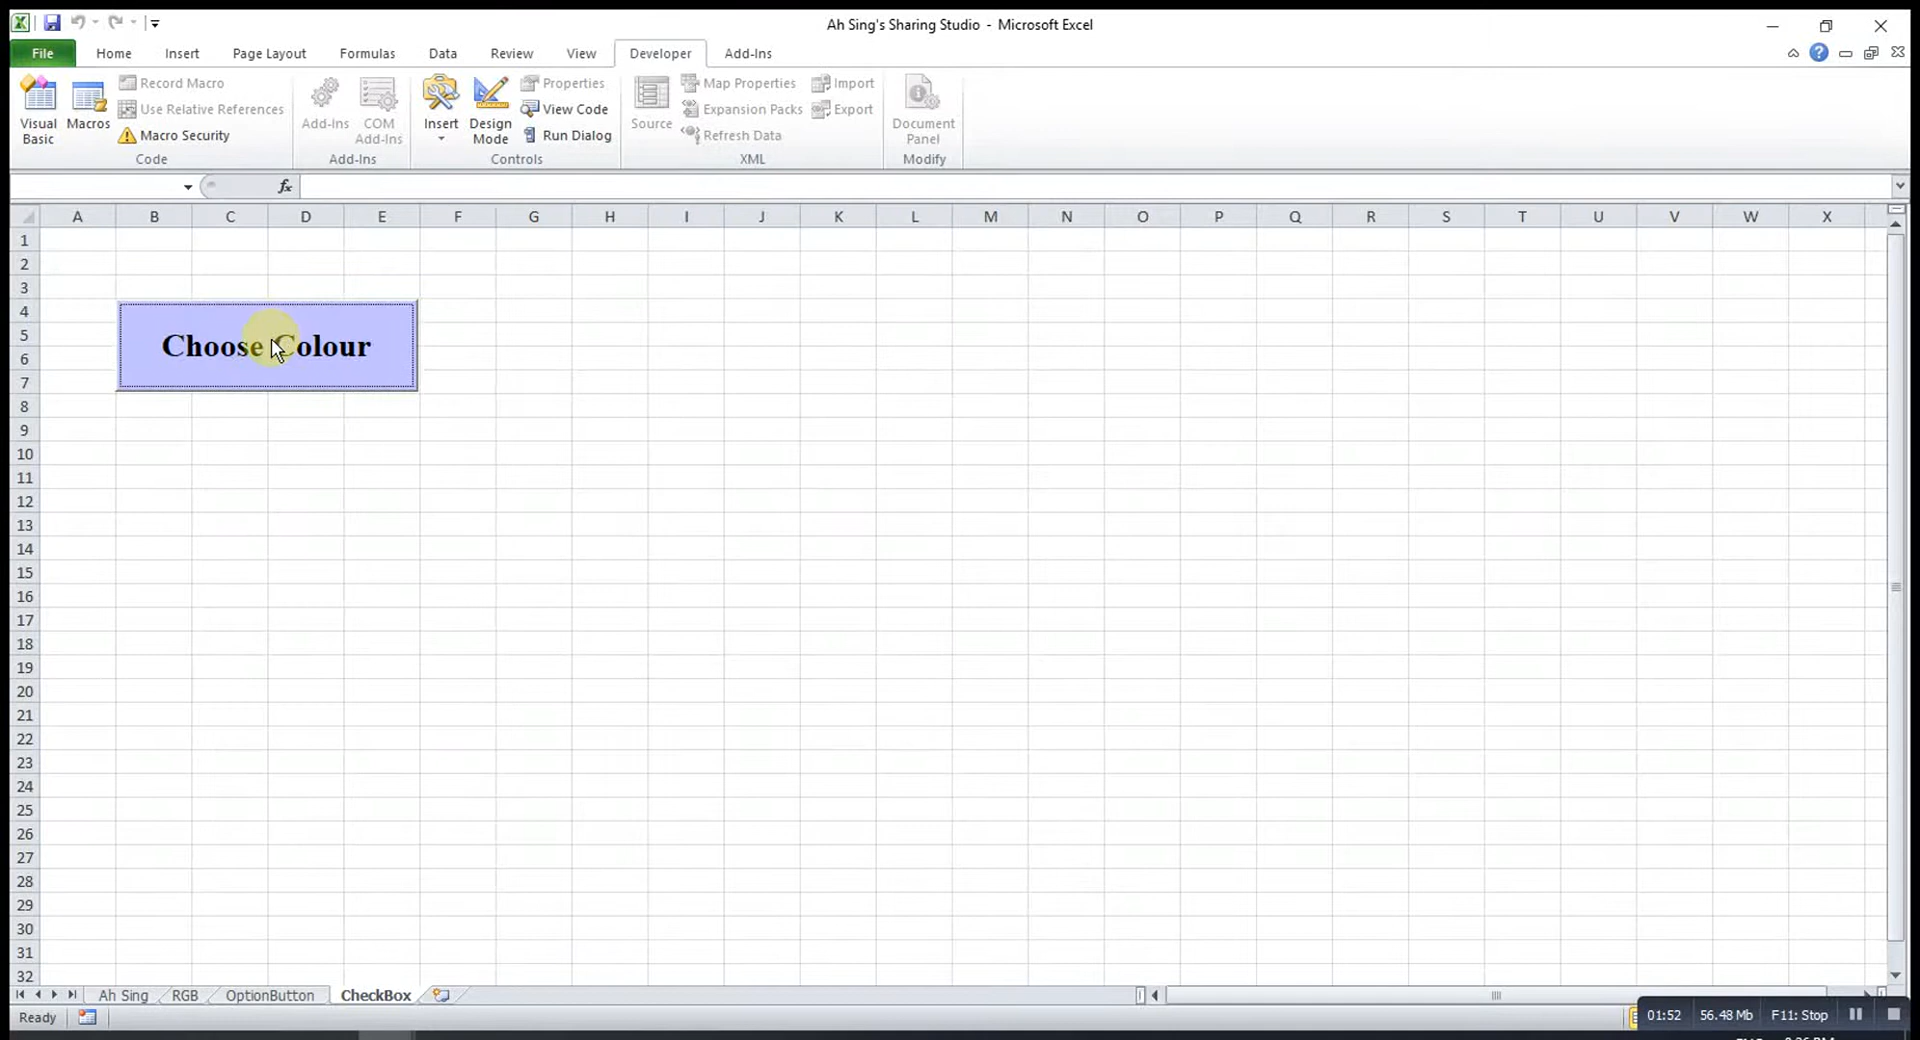 Ah Sing's Sharing Studio - Microsoft Excel
File Home Insert Page Layout Formulas Data Review View Developer Add-Ins
Visual Basic
Macros
Record Macro
Use Relative References
Macro Security
Code
Add-Ins
COM Add-Ins
Add-Ins
Insert
Design Mode
Properties
View Code
Run Dialog
Controls
Source
Map Properties
Expansion Packs
Refresh Data
Import
Export
XML
Document Panel
Modify
fx
A B C D E F G H I J K L M N O P Q R S T U V W X
1
2
3
4
5
6
7
Choose Colour
8
9
10
11
12
13
14
15
16
17
18
19
20
21
22
23
24
25
26
27
28
29
30
31
32
Ah Sing RGB OptionButton CheckBox
Ready
01:52 56.48 Mb F11: Stop